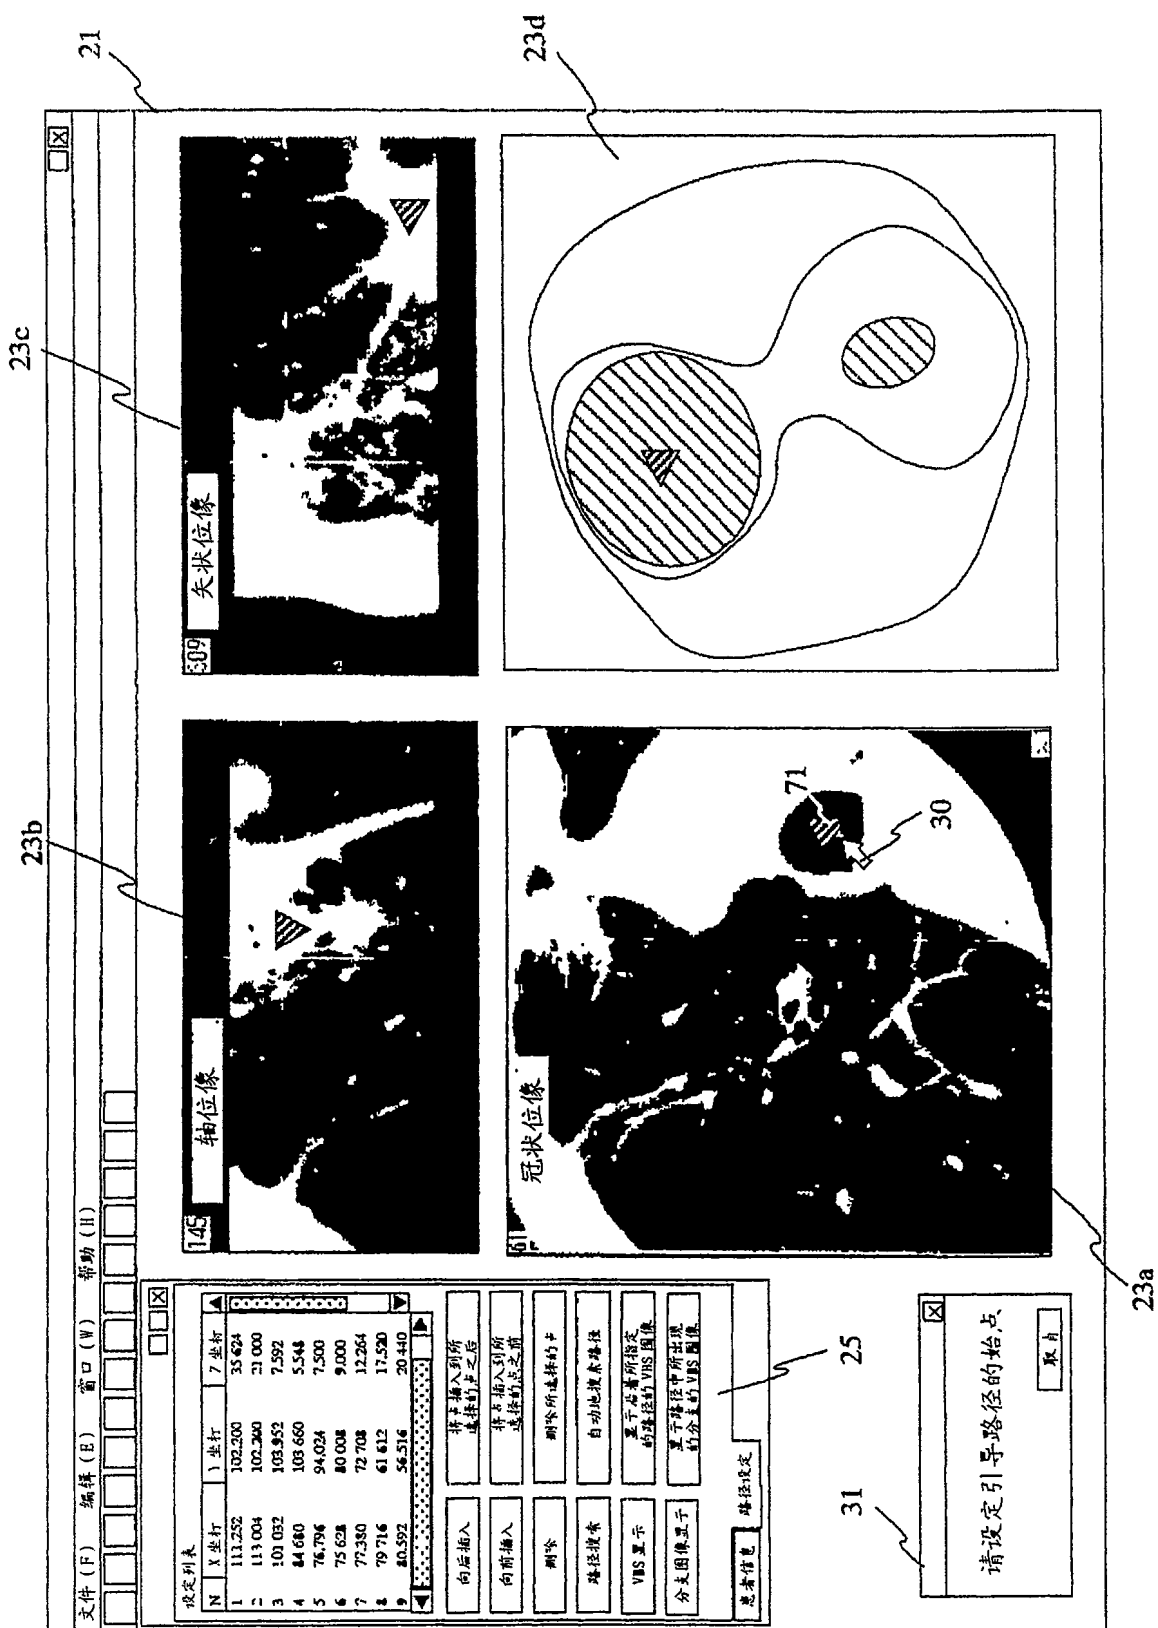 21
23c
23b
23d
文件 (F) 编辑 (E) 窗口 (W) 帮助 (H)
设定列表
N X 坐标 Y 坐标 Z 坐标
1 111.252 102.200 35 624
2 113 004 102.200 21 000
3 101 032 103.952 7.592
4 84 680 103 660 5.548
5 76.796 94.024 7.500
6 75 628 80 008 9.000
7 77.380 72 708 12.264
8 79 716 61 612 17.520
9 80.592 56.516 20 440
向后插入 将点插入到所
选择的点之后
向前插入 将点插入到所
选择的点之前
删除 删除所选择的点
路径搜索 自动地搜索路径
VBS 显示 显示沿着所指定
的路径的 VBS 图像
分支图像显示 显示路径中所出现
的分支的 VBS 图像
患者信息 路径设定
25
145
轴位像
309
矢状位像
61
冠状位像
71
30
23a
31
请设定引导路径的始点
取消